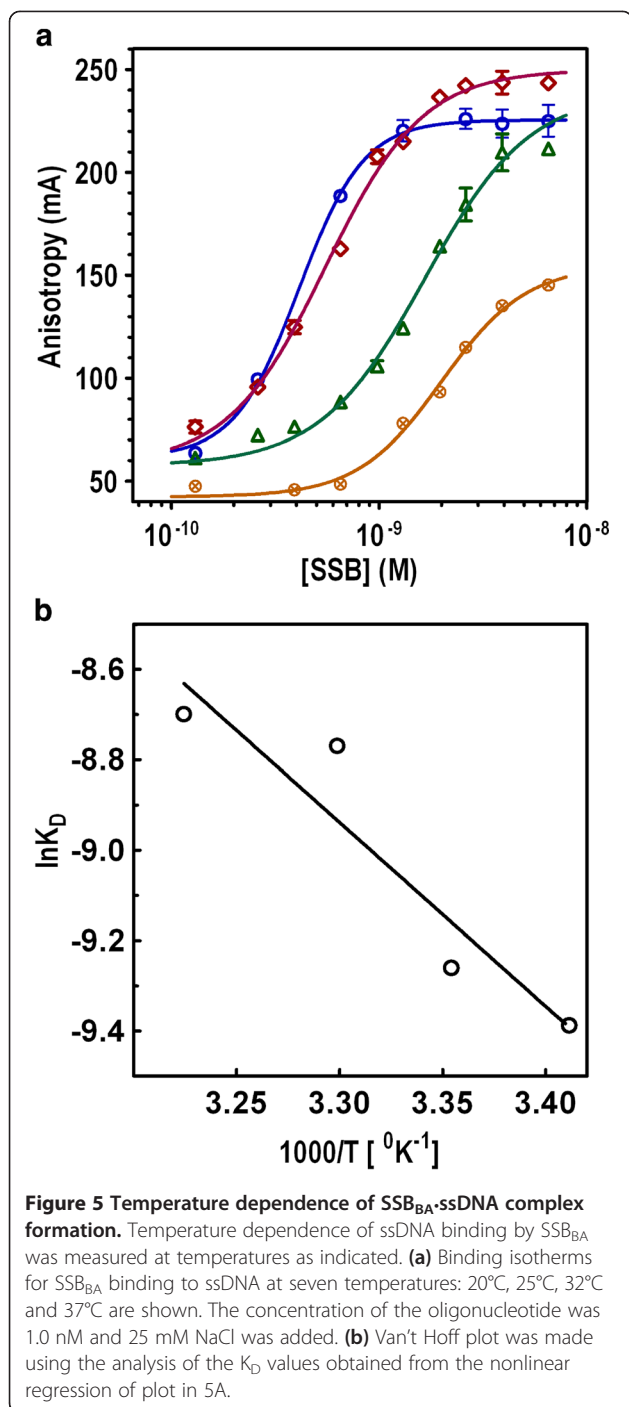 a
250
200
150
100
50
Anisotropy (mA)
10-10 10-9 10-8
[SSB] (M)
b
-8.6
-8.8
-9.0
-9.2
-9.4
lnKD
3.25 3.30 3.35 3.40
1000/T [ 0K-1]
Figure 5 Temperature dependence of SSBBA·ssDNA complex
formation. Temperature dependence of ssDNA binding by SSBBA
was measured at temperatures as indicated. (a) Binding isotherms
for SSBBA binding to ssDNA at seven temperatures: 20°C, 25°C, 32°C
and 37°C are shown. The concentration of the oligonucleotide was
1.0 nM and 25 mM NaCl was added. (b) Van’t Hoff plot was made
using the analysis of the KD values obtained from the nonlinear
regression of plot in 5A.